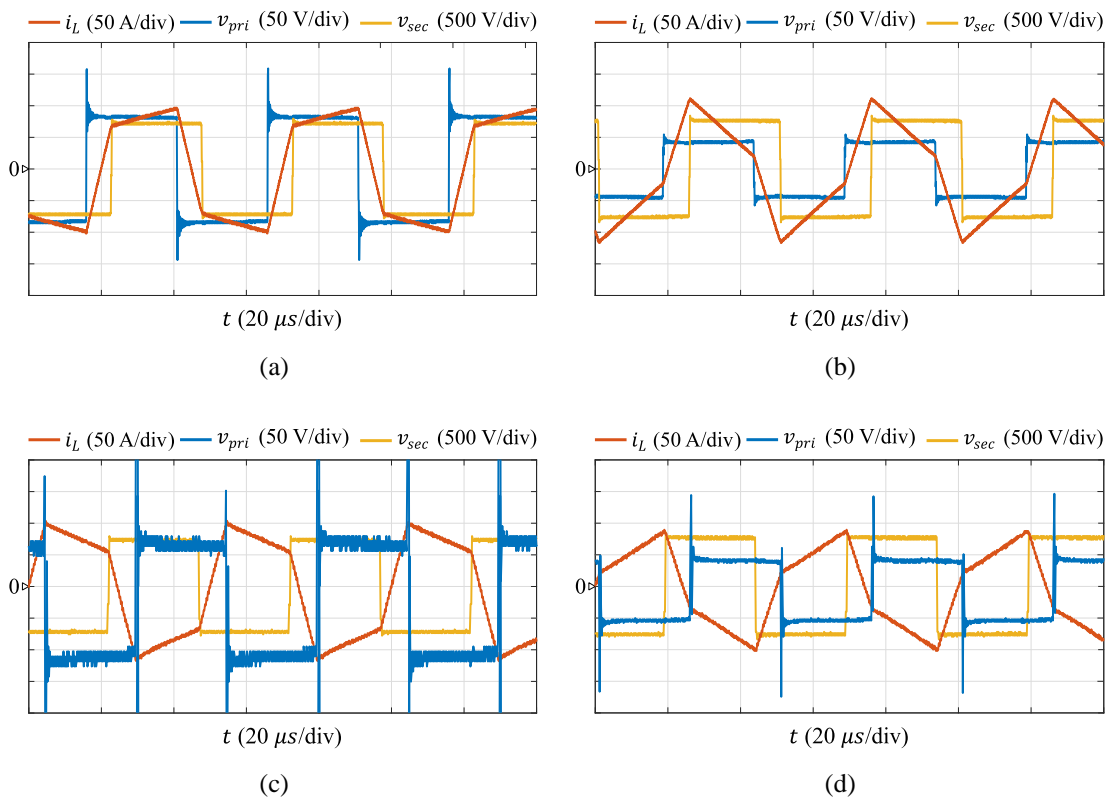 i_L (50 A/div) v_pri (50 V/div) v_sec (500 V/div)
0
t (20 μs/div)
(a)
i_L (50 A/div) v_pri (50 V/div) v_sec (500 V/div)
0
t (20 μs/div)
(b)
i_L (50 A/div) v_pri (50 V/div) v_sec (500 V/div)
0
t (20 μs/div)
(c)
i_L (50 A/div) v_pri (50 V/div) v_sec (500 V/div)
0
t (20 μs/div)
(d)